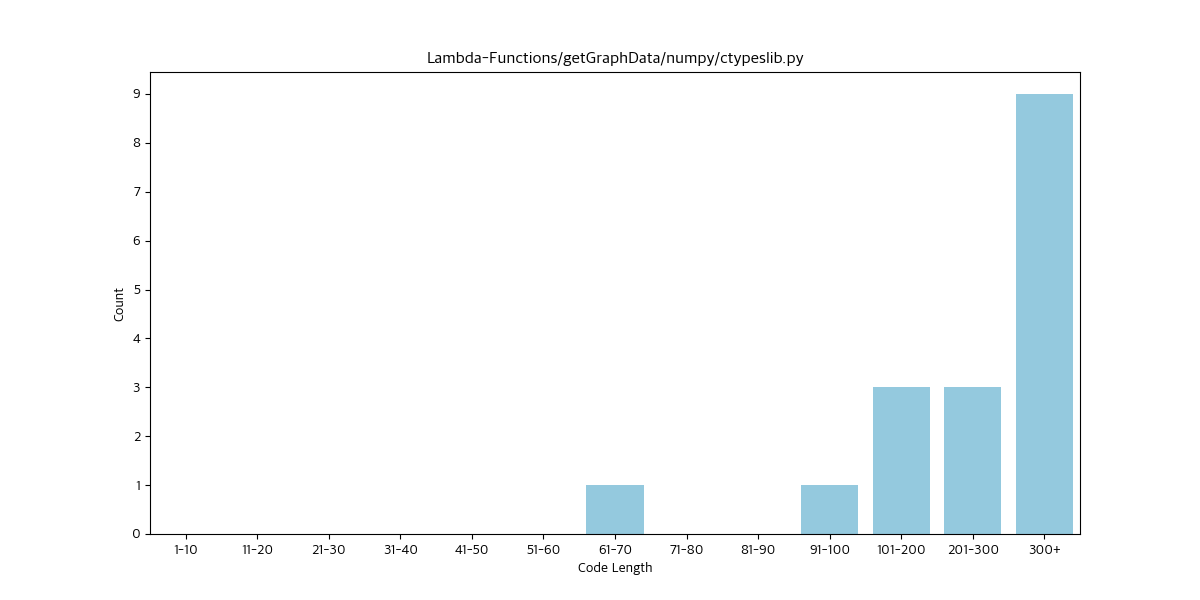 Lambda-Functions/getGraphData/numpy/ctypeslib.py
9
8
7
6
5
4
3
2
1
0
Count
1-10 11-20 21-30 31-40 41-50 51-60 61-70 71-80 81-90 91-100 101-200 201-300 300+
Code Length